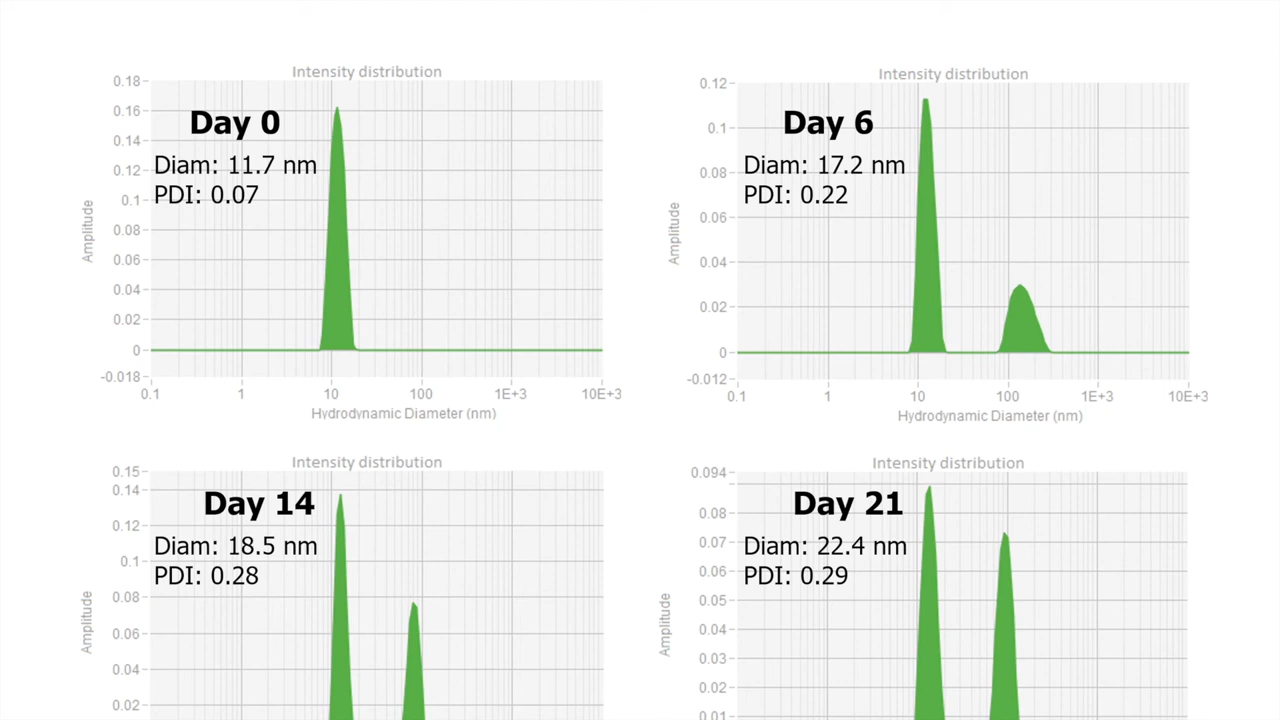 Intensity distribution
0.18
0.16
0.14
0.12
0.1
0.08
0.06
0.04
0.02
0
-0.018
Amplitude
Day 0
Diam: 11.7 nm
PDI: 0.07
0.1 1 10 100 1E+3 10E+3
Hydrodynamic Diameter (nm)
Intensity distribution
0.12
0.1
0.08
0.06
0.04
0.02
0
-0.012
Amplitude
Day 6
Diam: 17.2 nm
PDI: 0.22
0.1 1 10 100 1E+3 10E+3
Hydrodynamic Diameter (nm)
Intensity distribution
0.15
0.14
0.12
0.1
0.08
0.06
0.04
0.02
Amplitude
Day 14
Diam: 18.5 nm
PDI: 0.28
Intensity distribution
0.094
0.08
0.07
0.06
0.05
0.04
0.03
0.02
0.01
Amplitude
Day 21
Diam: 22.4 nm
PDI: 0.29